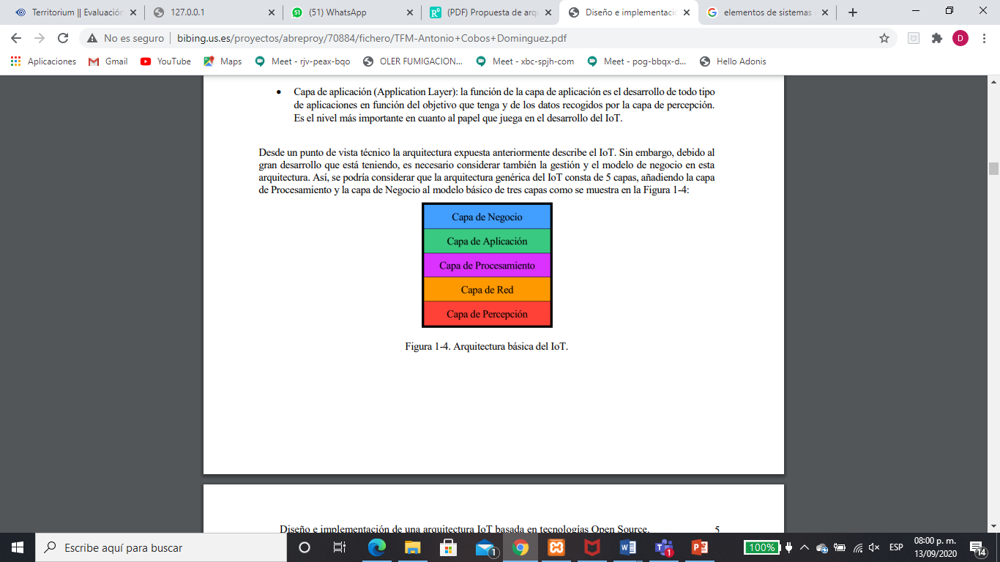 Territorium || Evaluación
127.0.0.1
(51) WhatsApp
(PDF) Propuesta de arqu
Diseño e implementació
elementos de sistemas
No es seguro
bibing.us.es/proyectos/abreproy/70884/fichero/TFM-Antonio+Cobos+Dominguez.pdf
D
Aplicaciones
Gmail
YouTube
Maps
Meet - rjv-peax-bqo
OLER FUMIGACION...
Meet - xbc-spjh-com
Meet - pog-bbqx-d...
Hello Adonis
• Capa de aplicación (Application Layer): la función de la capa de aplicación es el desarrollo de todo tipo
de aplicaciones en función del objetivo que tenga y de los datos recogidos por la capa de percepción.
Es el nivel más importante en cuanto al papel que juega en el desarrollo del IoT.
Desde un punto de vista técnico la arquitectura expuesta anteriormente describe el IoT. Sin embargo, debido al
gran desarrollo que está teniendo, es necesario considerar también la gestión y el modelo de negocio en esta
arquitectura. Así, se podría considerar que la arquitectura genérica del IoT consta de 5 capas, añadiendo la capa
de Procesamiento y la capa de Negocio al modelo básico de tres capas como se muestra en la Figura 1-4:
Capa de Negocio
Capa de Aplicación
Capa de Procesamiento
Capa de Red
Capa de Percepción
Figura 1-4. Arquitectura básica del IoT.
Diseño e implementación de una arquitectura IoT basada en tecnologías Open Source.
5
Escribe aquí para buscar
1
1
100%
ESP
08:00 p. m.
13/09/2020
14